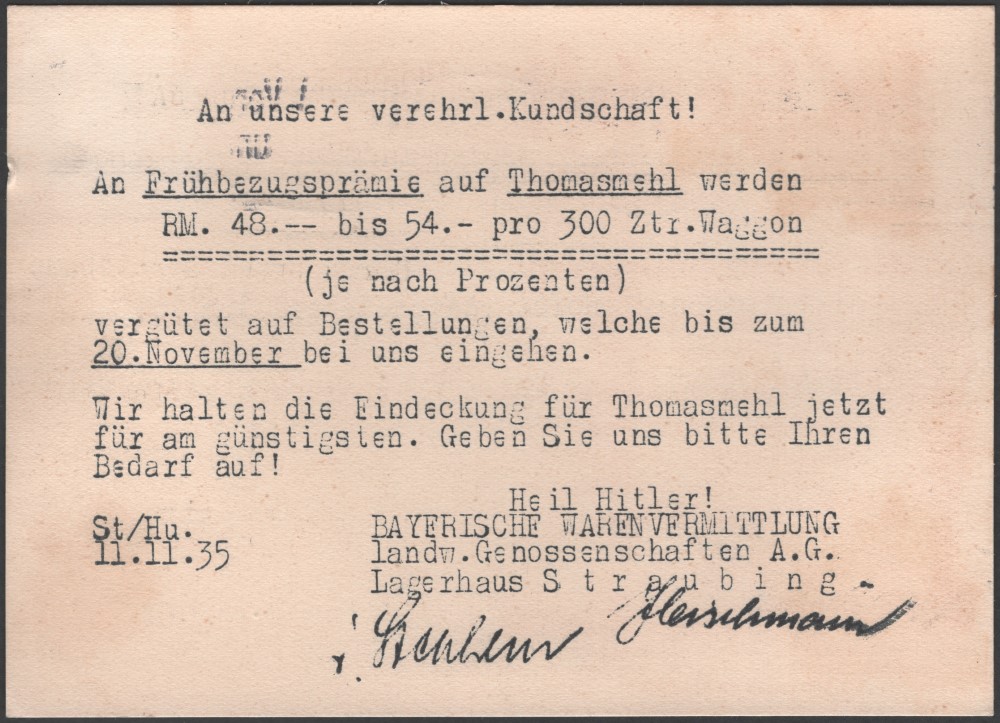 An unsere verehrl.Kundschaft!
An Frühbezugsprämie auf Thomasmehl werden
RM. 48.-- bis 54.- pro 300 Ztr.Waggon
=========================================
(je nach Prozenten)
vergütet auf Bestellungen, welche bis zum
20.November bei uns eingehen.
Wir halten die Eindeckung für Thomasmehl jetzt
für am günstigsten. Geben Sie uns bitte Ihren
Bedarf auf!
Heil Hitler!
St/Hu.
11.11.35
BAYERISCHE WARENVERMITTLUNG
landw.Genossenschaften A.G.
Lagerhaus S t r a u b i n g